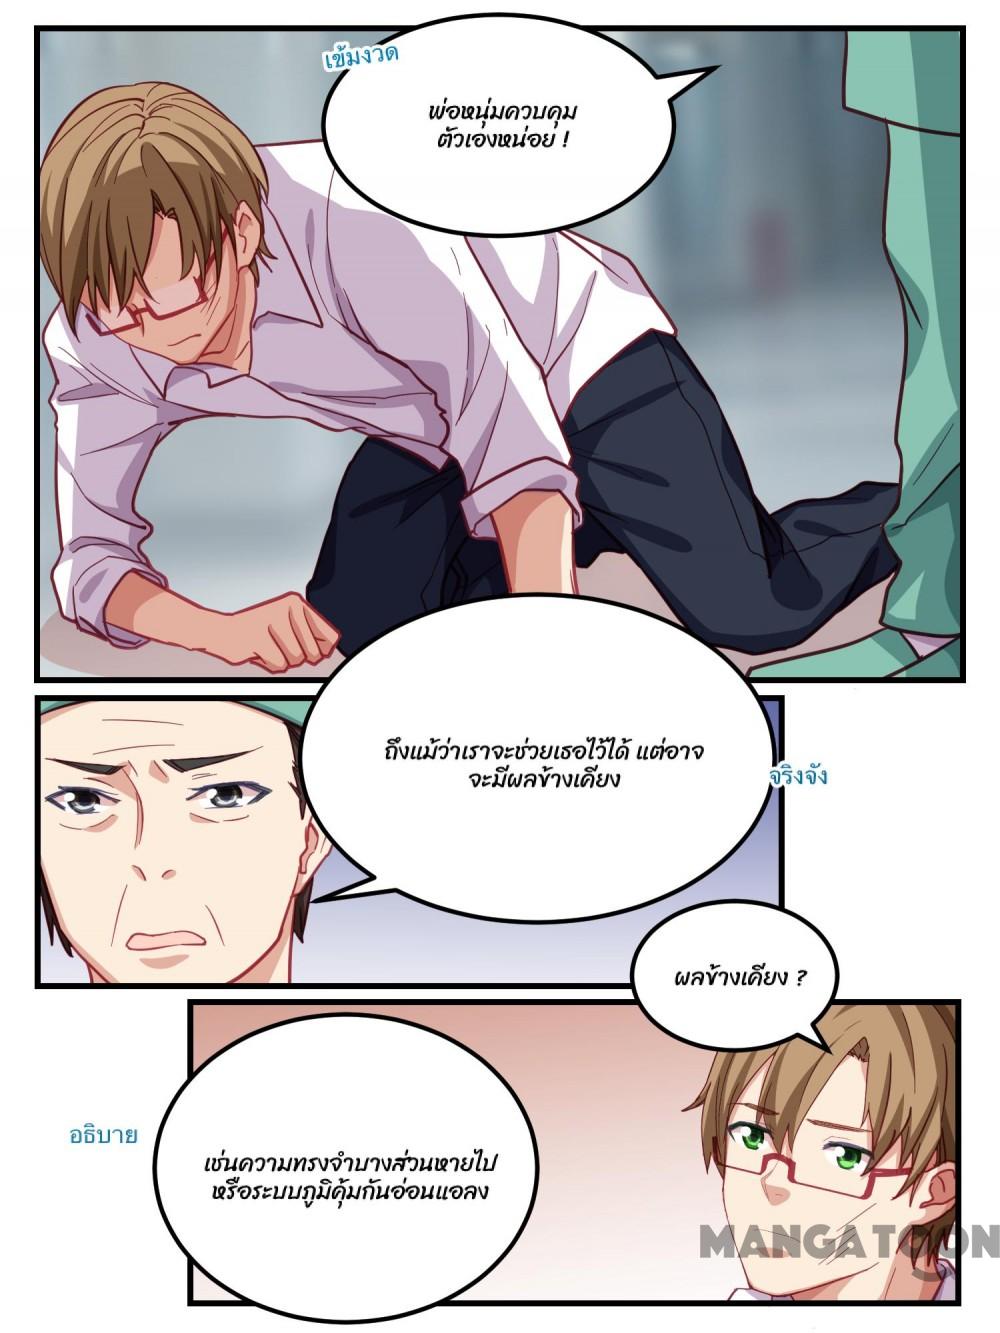 เข้มงวด
พ่อหนุ่มควบคุม
ตัวเองหน่อย !
ถึงแม้ว่าเราจะช่วยเธอไว้ได้ แต่อาจ
จะมีผลข้างเคียง
จริงจัง
ผลข้างเคียง ?
อธิบาย
เช่นความทรงจำบางส่วนหายไป
หรือระบบภูมิคุ้มกันอ่อนแอลง
MANGATOON